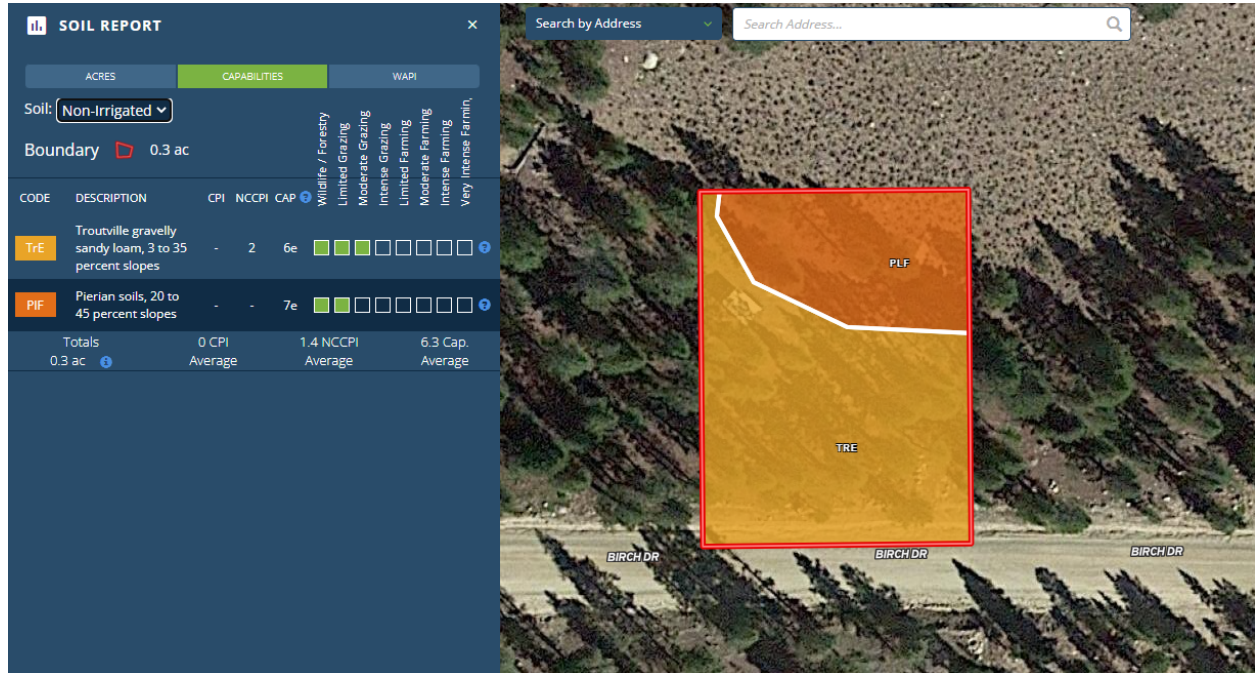 SOIL REPORT
×
Search by Address
Search Address...
ACRES
CAPABILITIES
WAPI
Soil: Non-Irrigated
Boundary 0.3 ac
Wildlife / Forestry
Limited Grazing
Moderate Grazing
Intense Grazing
Limited Farming
Moderate Farming
Intense Farming
Very Intense Farmin,
CODE DESCRIPTION CPI NCCPI CAP ?
TrE
Troutville gravelly
sandy loam, 3 to 35
percent slopes
- 2 6e ?
PlF
Pierian soils, 20 to
45 percent slopes
- - 7e ?
Totals 0 CPI 1.4 NCCPI 6.3 Cap.
0.3 ac i Average Average Average
PLF
TRE
BIRCH DR
BIRCH DR
BIRCH DR